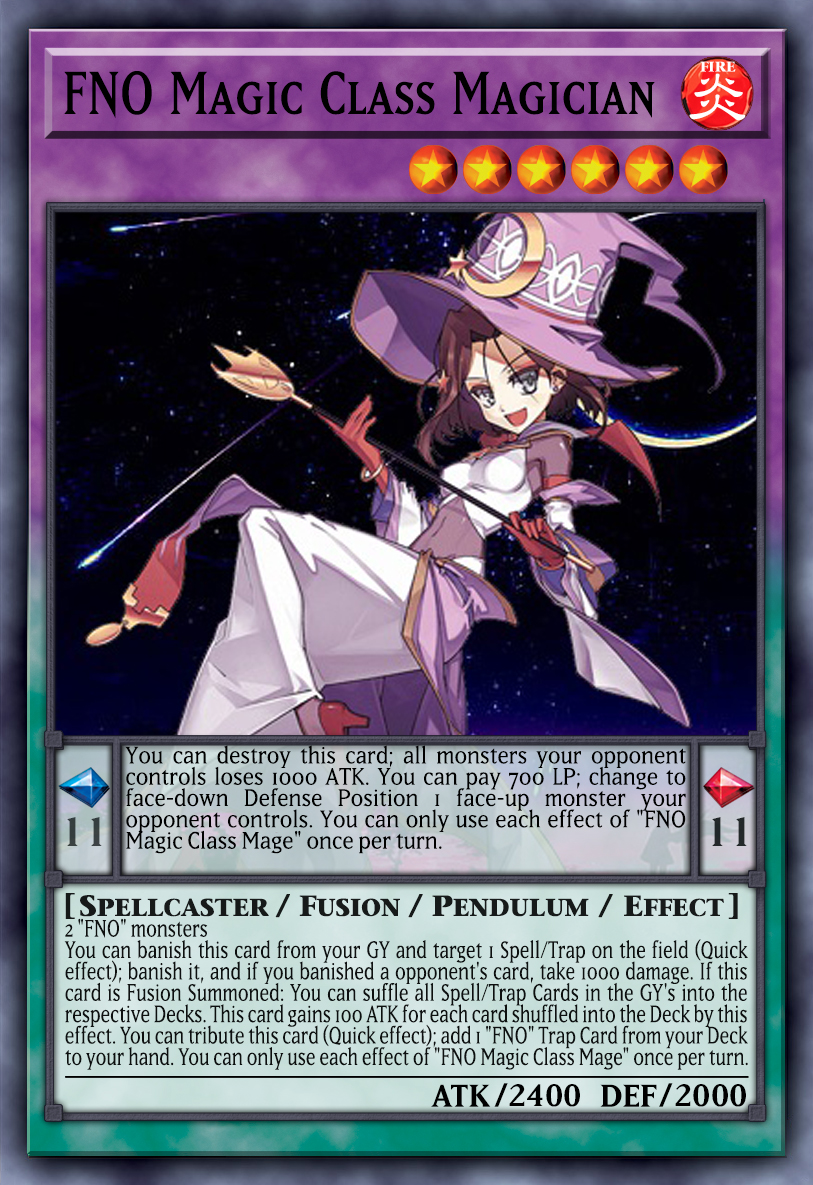 FNO Magic Class Magician
FIRE
炎
You can destroy this card; all monsters your opponent
controls loses 1000 ATK. You can pay 700 LP; change to
face-down Defense Position 1 face-up monster your
opponent controls. You can only use each effect of "FNO
Magic Class Mage" once per turn.
11
11
[Spellcaster / Fusion / Pendulum / Effect]
2 "FNO" monsters
You can banish this card from your GY and target 1 Spell/Trap on the field (Quick
effect); banish it, and if you banished a opponent's card, take 1000 damage. If this
card is Fusion Summoned: You can suffle all Spell/Trap Cards in the GY's into the
respective Decks. This card gains 100 ATK for each card shuffled into the Deck by this
effect. You can tribute this card (Quick effect); add 1 "FNO" Trap Card from your Deck
to your hand. You can only use each effect of "FNO Magic Class Mage" once per turn.
ATK/2400 DEF/2000